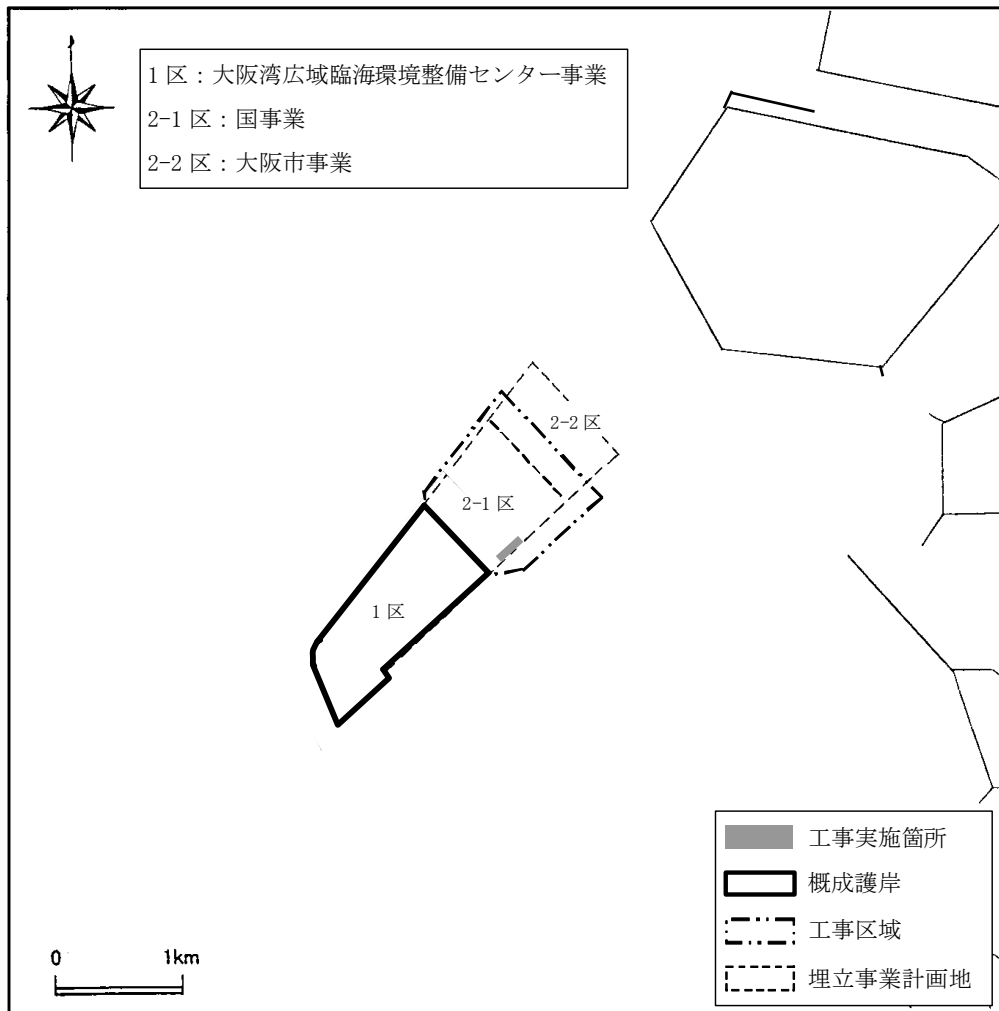 1区：大阪湾広域臨海環境整備センター事業
2-1区：国事業
2-2区：大阪市事業
2-2区
2-1区
1区
工事実施箇所
概成護岸
工事区域
埋立事業計画地
0 1km